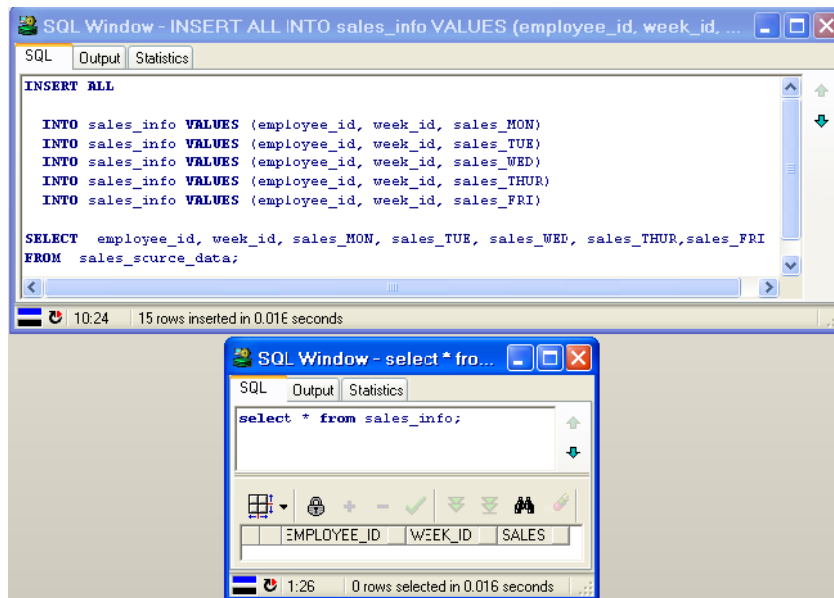 SQL Window - INSERT ALL INTO sales_info VALUES (employee_id, week_id, ...
SQL Output Statistics
INSERT ALL
INTO sales_info VALUES (employee_id, week_id, sales_MON)
INTO sales_info VALUES (employee_id, week_id, sales_TUE)
INTO sales_info VALUES (employee_id, week_id, sales_WED)
INTO sales_info VALUES (employee_id, week_id, sales_THUR)
INTO sales_info VALUES (employee_id, week_id, sales_FRI)
SELECT employee_id, week_id, sales_MON, sales_TUE, sales_WED, sales_THUR,sales_FRI
FROM sales_source_data;
10:24 15 rows inserted in 0.016 seconds
SQL Window - select * fro...
SQL Output Statistics
select * from sales_info;
EMPLOYEE_ID WEEK_ID SALES
1:26 0 rows selected in 0.016 seconds